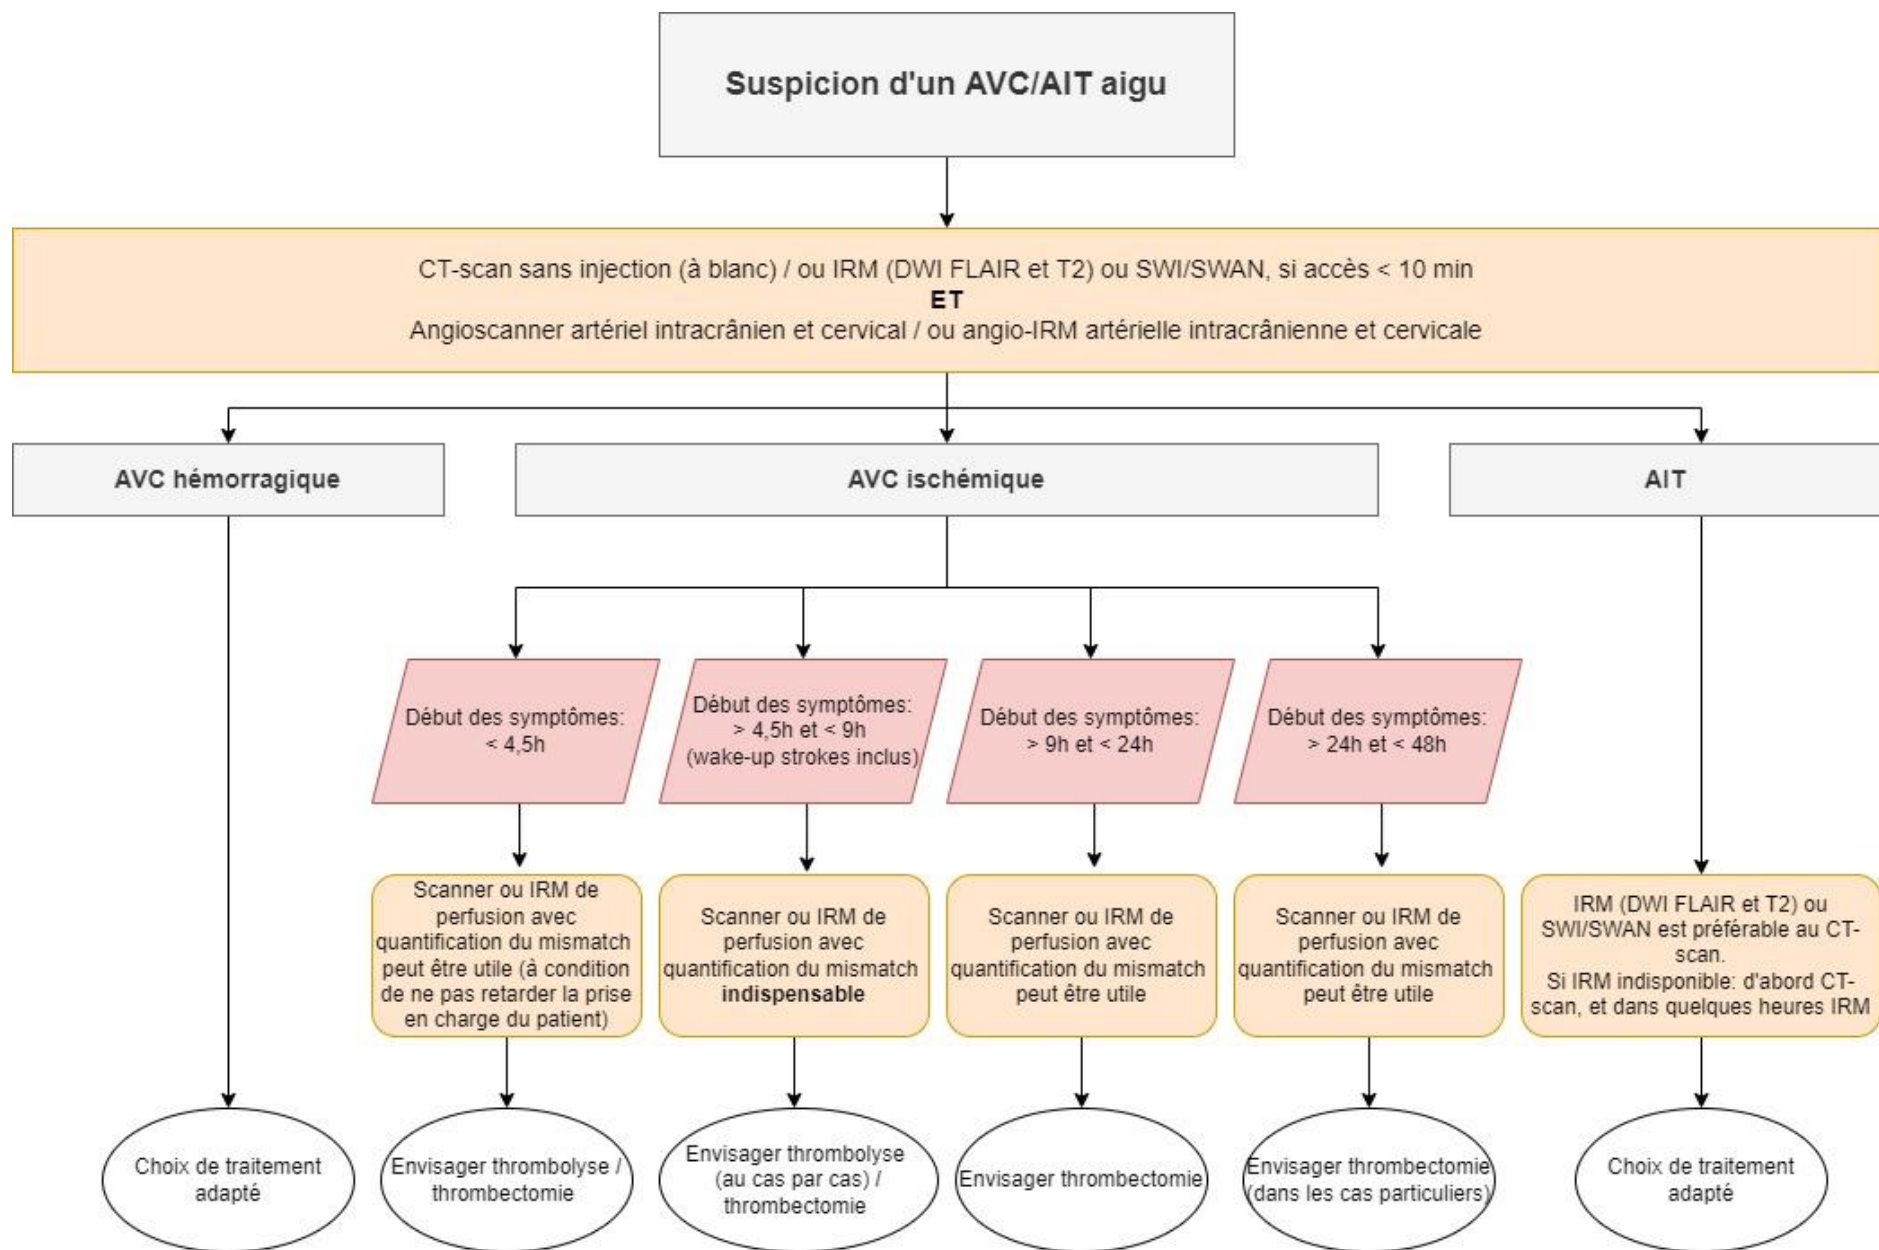 Suspicion d'un AVC/AIT aigu
CT-scan sans injection (à blanc) / ou IRM (DWI FLAIR et T2) ou SWI/SWAN, si accès < 10 min
ET
Angioscanner artériel intracrânien et cervical / ou angio-IRM artérielle intracrânienne et cervicale
AVC hémorragique
AVC ischémique
AIT
Début des symptômes:
< 4,5h
Début des symptômes:
> 4,5h et < 9h
(wake-up strokes inclus)
Début des symptômes:
> 9h et < 24h
Début des symptômes:
> 24h et < 48h
Scanner ou IRM de
perfusion avec
quantification du mismatch
peut être utile (à condition
de ne pas retarder la prise
en charge du patient)
Scanner ou IRM de
perfusion avec
quantification du mismatch
indispensable
Scanner ou IRM de
perfusion avec
quantification du mismatch
peut être utile
Scanner ou IRM de
perfusion avec
quantification du mismatch
peut être utile
IRM (DWI FLAIR et T2) ou
SWI/SWAN est préférable au CT-
scan.
Si IRM indisponible: d'abord CT-
scan, et dans quelques heures IRM
Choix de traitement
adapté
Envisager thrombolyse /
thrombectomie
Envisager thrombolyse
(au cas par cas) /
thrombectomie
Envisager thrombectomie
Envisager thrombectomie
(dans les cas particuliers)
Choix de traitement
adapté